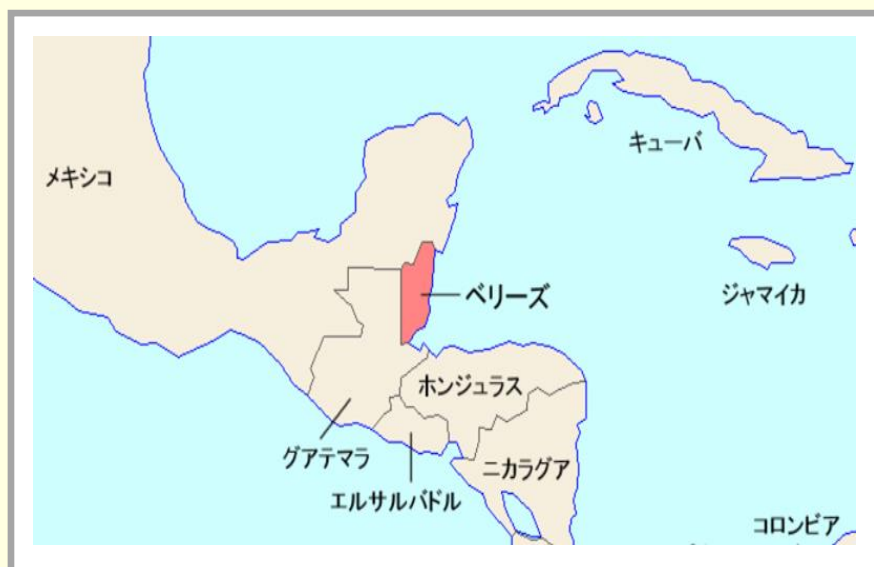 キューバ
メキシコ
ベリーズ
ジャマイカ
ホンジュラス
グアテマラ
ニカラグア
エルサルバドル
コロンビア